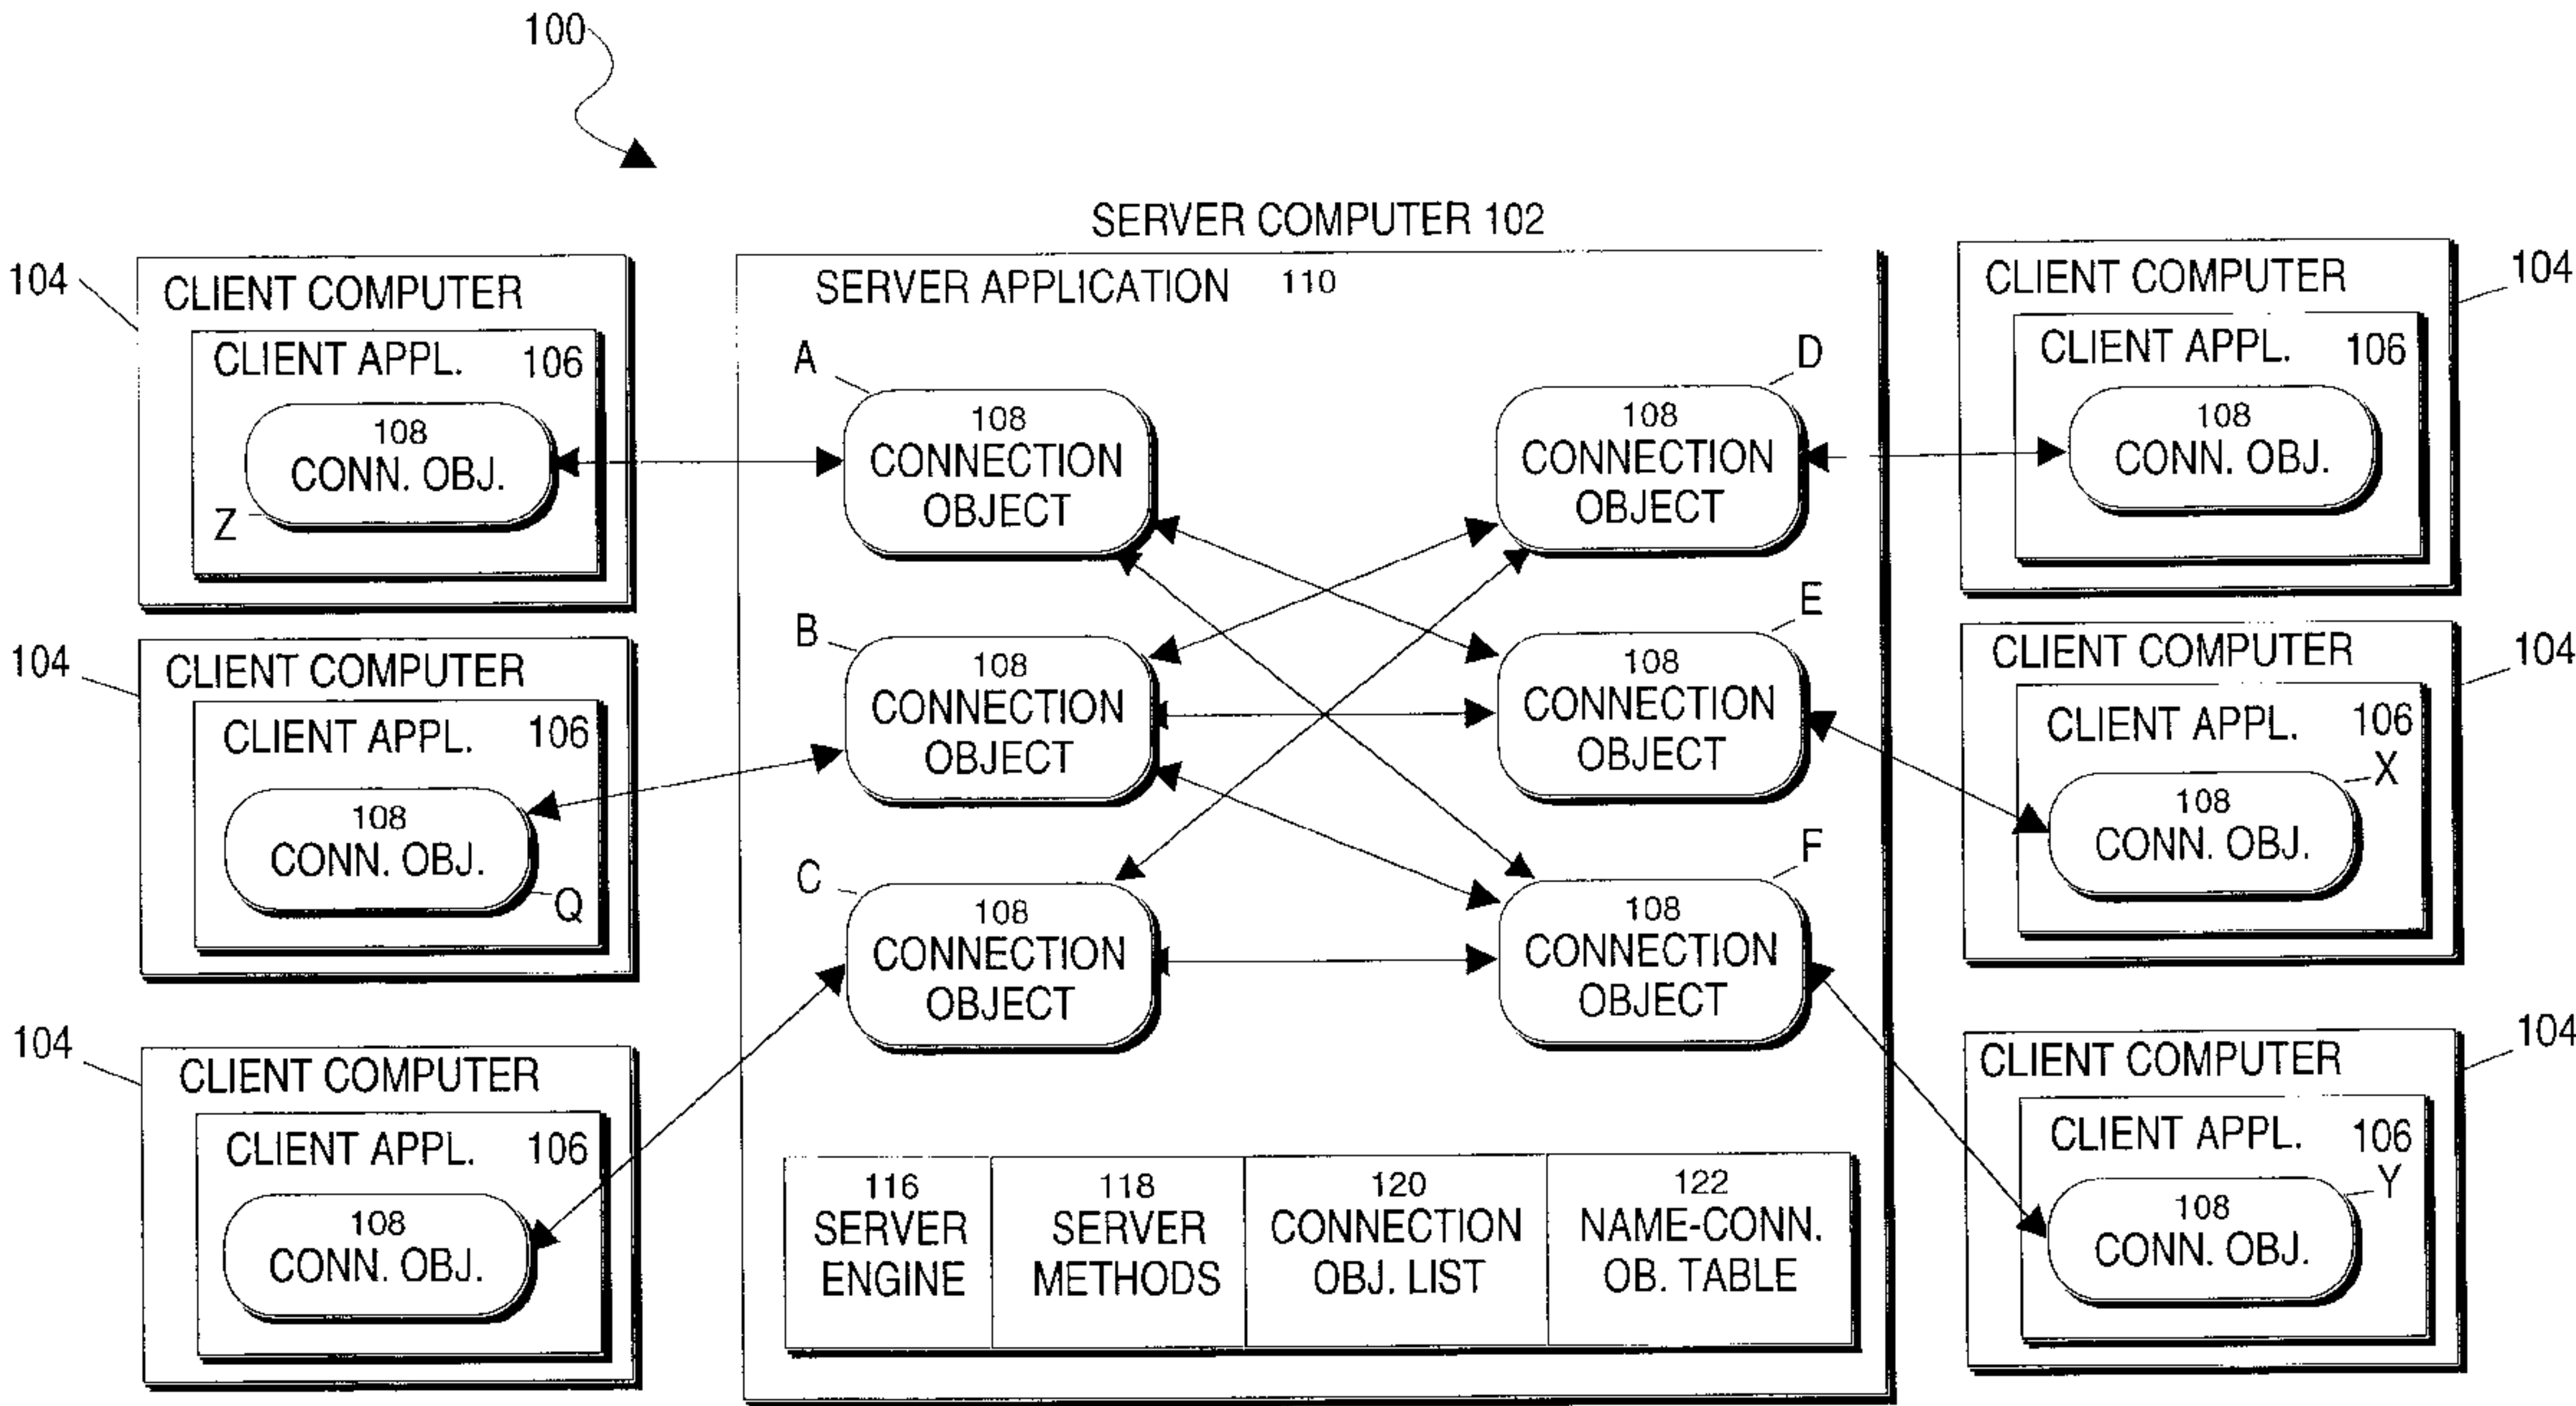 100
SERVER COMPUTER 102
104
CLIENT COMPUTER
CLIENT APPL. 106
108
CONN. OBJ.
Z
104
CLIENT COMPUTER
CLIENT APPL. 106
108
CONN. OBJ.
Q
104
CLIENT COMPUTER
CLIENT APPL. 106
108
CONN. OBJ.
SERVER APPLICATION 110
A
108
CONNECTION
OBJECT
B
108
CONNECTION
OBJECT
C
108
CONNECTION
OBJECT
D
108
CONNECTION
OBJECT
E
108
CONNECTION
OBJECT
F
108
CONNECTION
OBJECT
116
SERVER
ENGINE
118
SERVER
METHODS
120
CONNECTION
OBJ. LIST
122
NAME-CONN.
OB. TABLE
104
CLIENT COMPUTER
CLIENT APPL. 106
108
CONN. OBJ.
104
CLIENT COMPUTER
CLIENT APPL. 106
X
108
CONN. OBJ.
104
CLIENT COMPUTER
CLIENT APPL. 106
Y
108
CONN. OBJ.